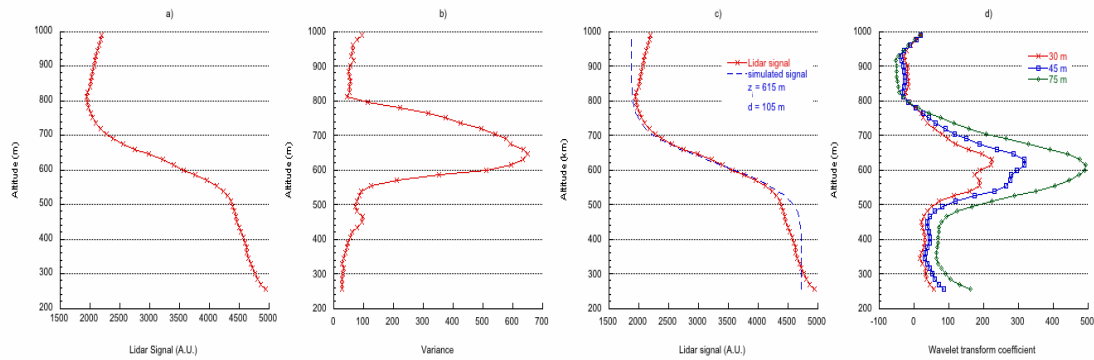 a)
1000
900
800
700
600
500
400
300
200
1500 2000 2500 3000 3500 4000 4500 5000
Altitude (m)
Lidar Signal (A.U.)
b)
1000
900
800
700
600
500
400
300
200
0 100 200 300 400 500 600 700
Altitude (m)
Variance
c)
1000
900
800
700
600
500
400
300
200
1500 2000 2500 3000 3500 4000 4500 5000
Altitude (km)
Lidar signal (A.U.)
Lidar signal
simulated signal
z = 615 m
d = 105 m
d)
1000
900
800
700
600
500
400
300
200
-100 0 100 200 300 400 500
Altitude (m)
Wavelet transform coefficient
30 m
45 m
75 m